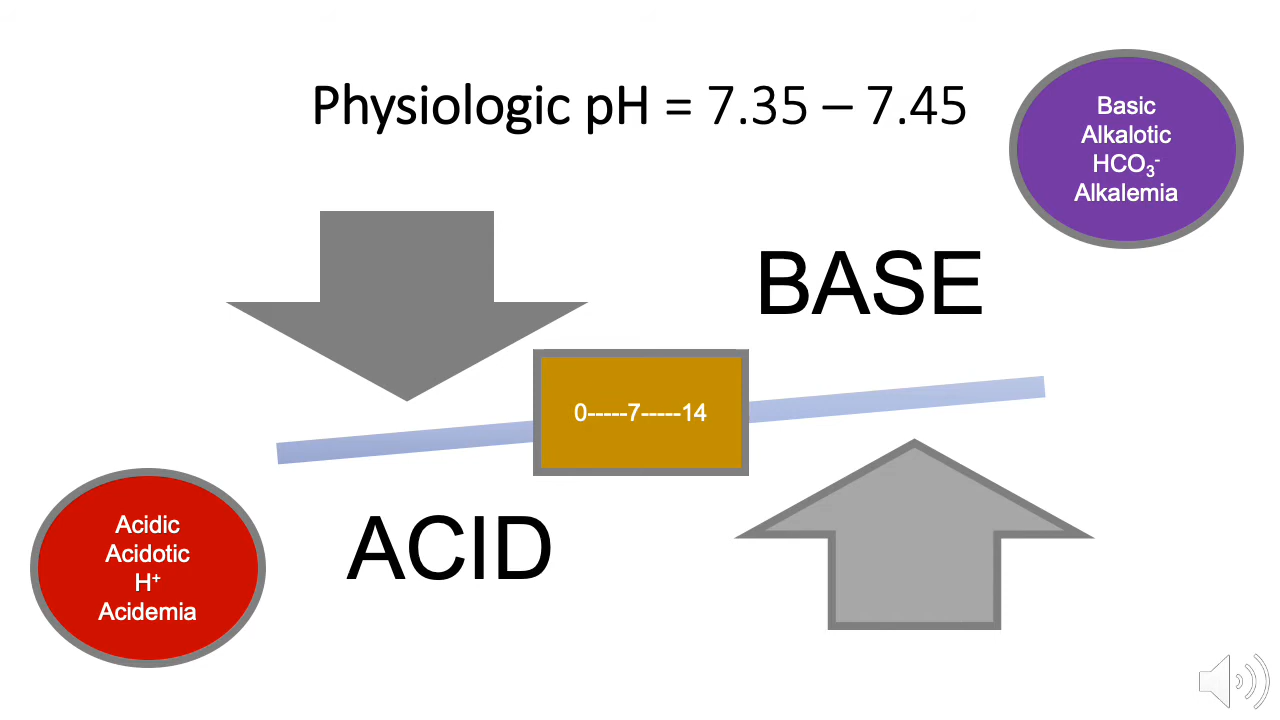 Physiologic pH = 7.35 – 7.45
Basic
Alkalotic
HCO₃⁻
Alkalemia
BASE
0-----7-----14
ACID
Acidic
Acidotic
H⁺
Acidemia